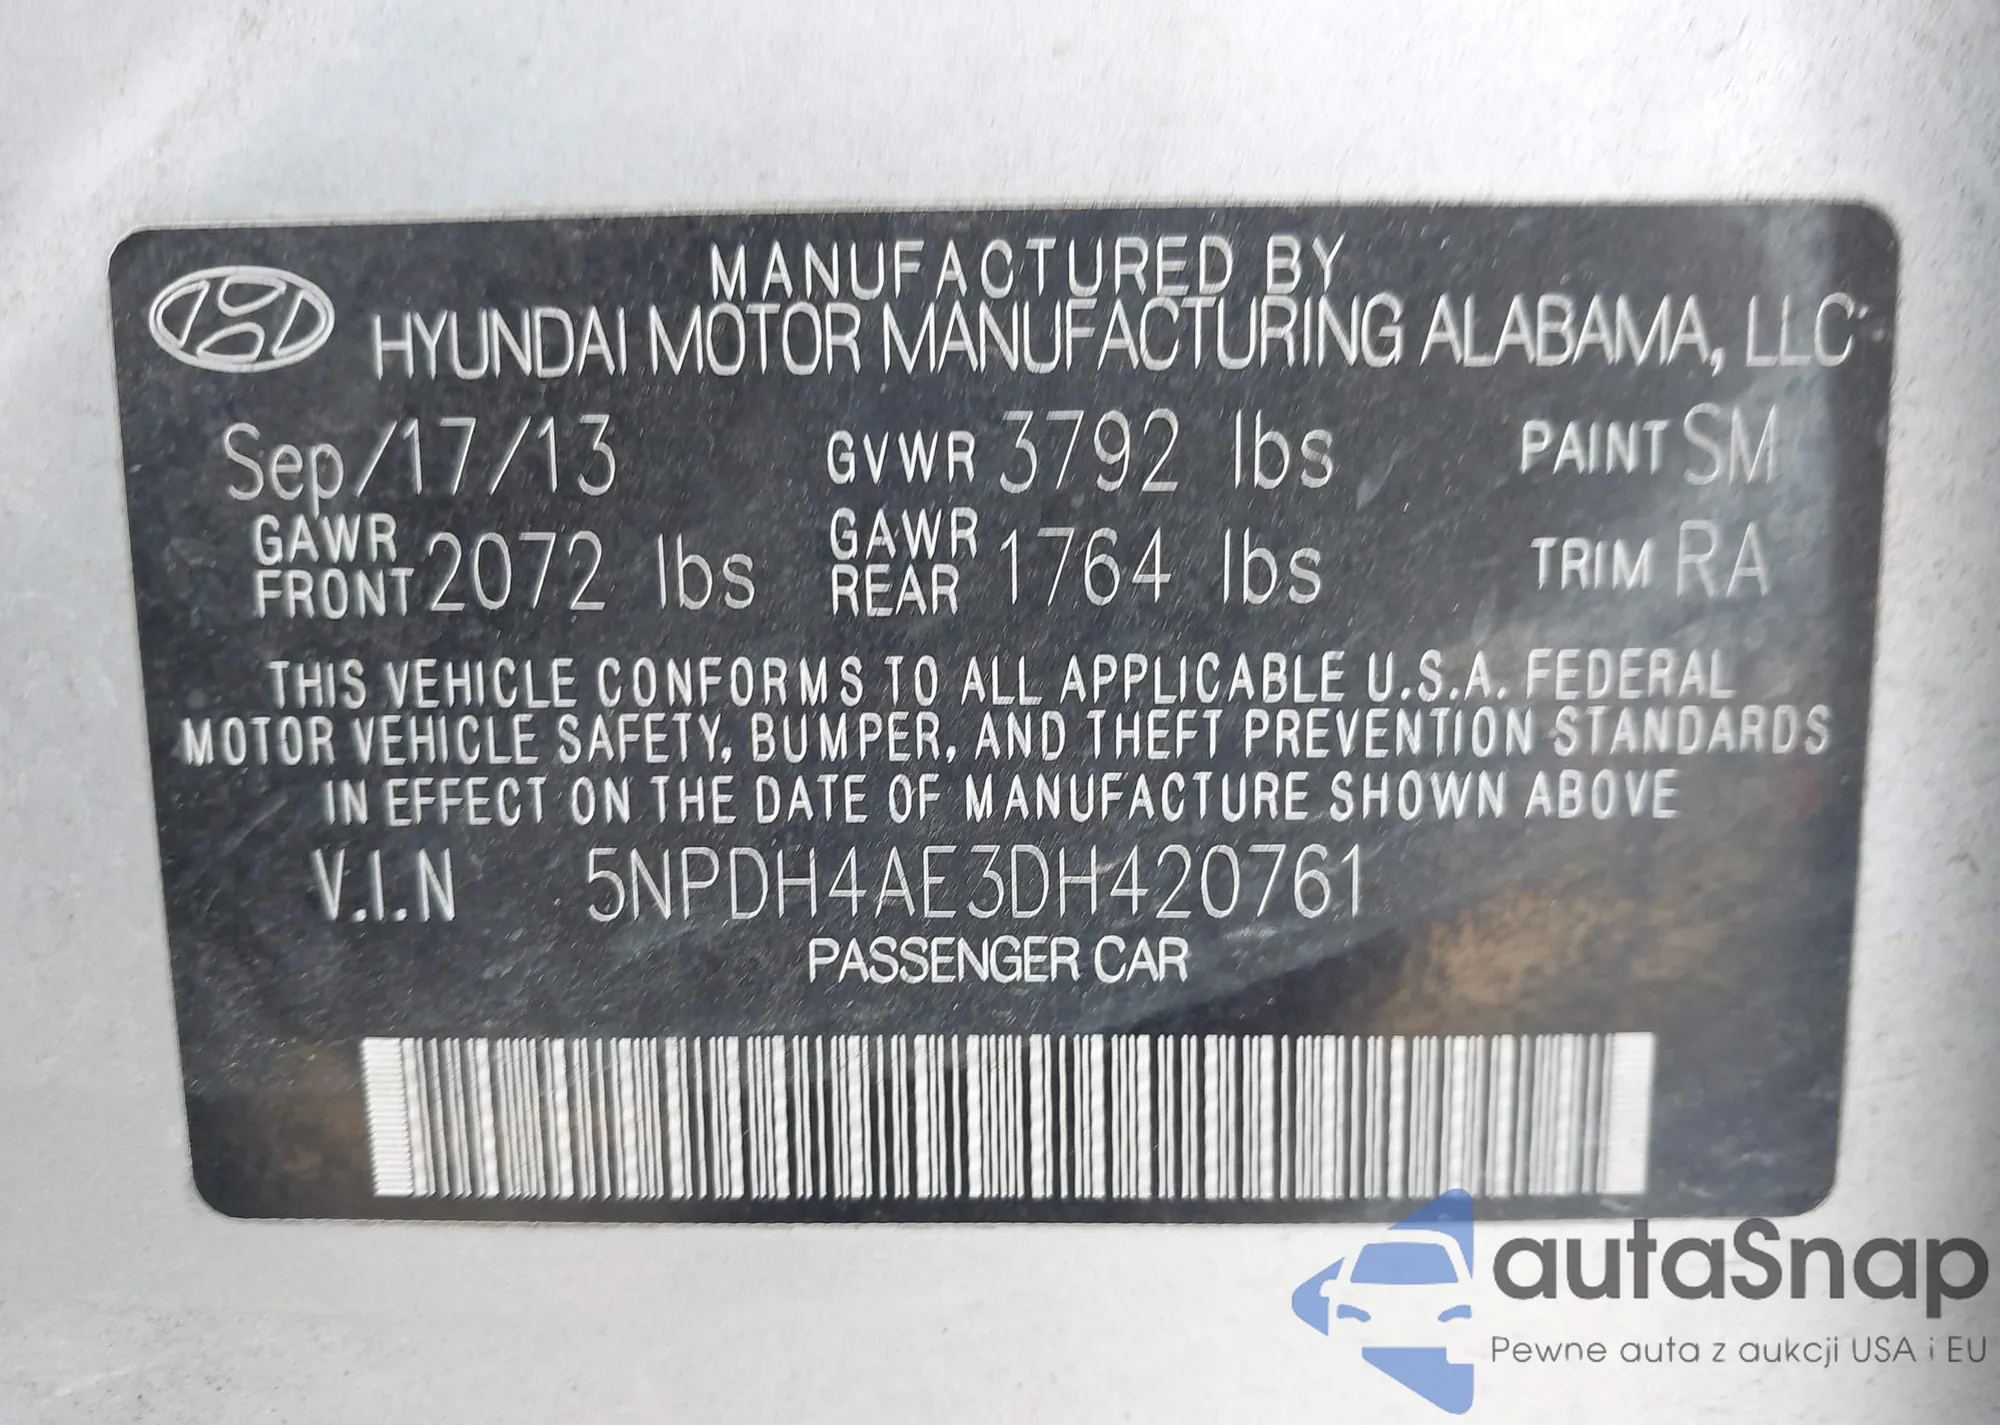 MANUFACTURED BY
HYUNDAI MOTOR MANUFACTURING ALABAMA, LLC
Sep/17/13 GVWR 3792 lbs PAINT SM
GAWR FRONT 2072 lbs GAWR REAR 1764 lbs TRIM RA
THIS VEHICLE CONFORMS TO ALL APPLICABLE U.S.A. FEDERAL
MOTOR VEHICLE SAFETY, BUMPER, AND THEFT PREVENTION STANDARDS
IN EFFECT ON THE DATE OF MANUFACTURE SHOWN ABOVE
V.I.N 5NPDH4AE3DH420761
PASSENGER CAR
autaSnap
Pewne auta z aukcji USA i EU